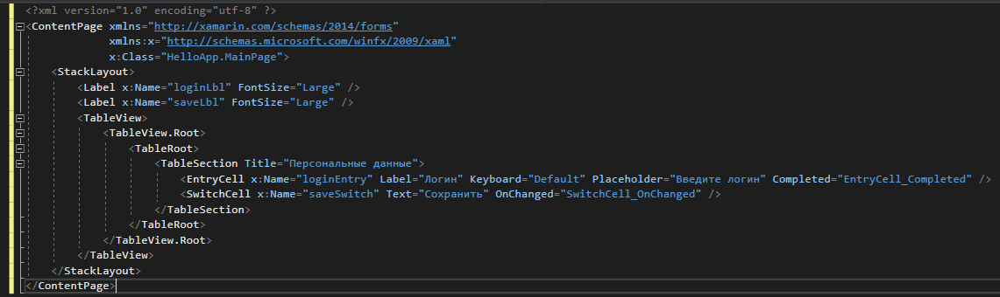 <?xml version="1.0" encoding="utf-8" ?>
<ContentPage xmlns="http://xamarin.com/schemas/2014/forms"
             xmlns:x="http://schemas.microsoft.com/winfx/2009/xaml"
             x:Class="HelloApp.MainPage">
    <StackLayout>
        <Label x:Name="loginLbl" FontSize="Large" />
        <Label x:Name="saveLbl" FontSize="Large" />
        <TableView>
            <TableView.Root>
                <TableRoot>
                    <TableSection Title="Персональные данные">
                        <EntryCell x:Name="loginEntry" Label="Логин" Keyboard="Default" Placeholder="Введите логин" Completed="EntryCell_Completed" />
                        <SwitchCell x:Name="saveSwitch" Text="Сохранить" OnChanged="SwitchCell_OnChanged" />
                    </TableSection>
                </TableRoot>
            </TableView.Root>
        </TableView>
    </StackLayout>
</ContentPage>